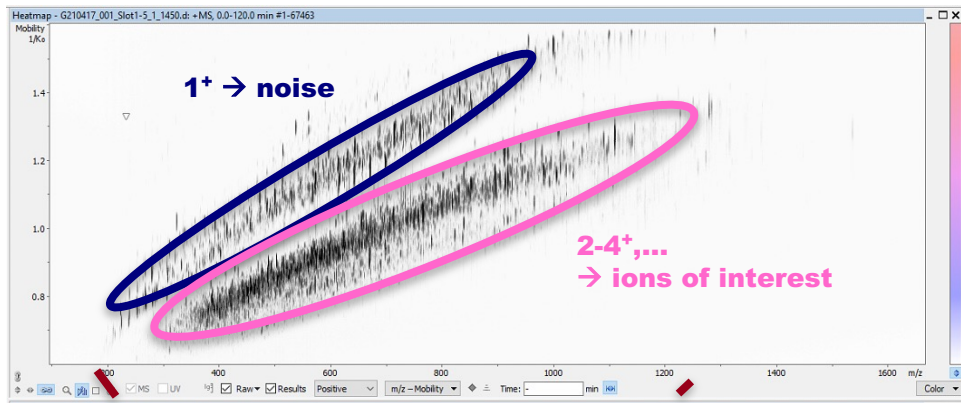 Heatmap - G210417_001_Slot1-5_1_1450.d: +MS, 0.0-120.0 min #1-67463
Mobility
1/K₀
1⁺ → noise
1.4
1.2
1.0
2-4⁺,...
→ ions of interest
0.8
200 400 600 800 1000 1200 1400 1600 m/z
MS UV Raw Results Positive m/z – Mobility Time: - min Color